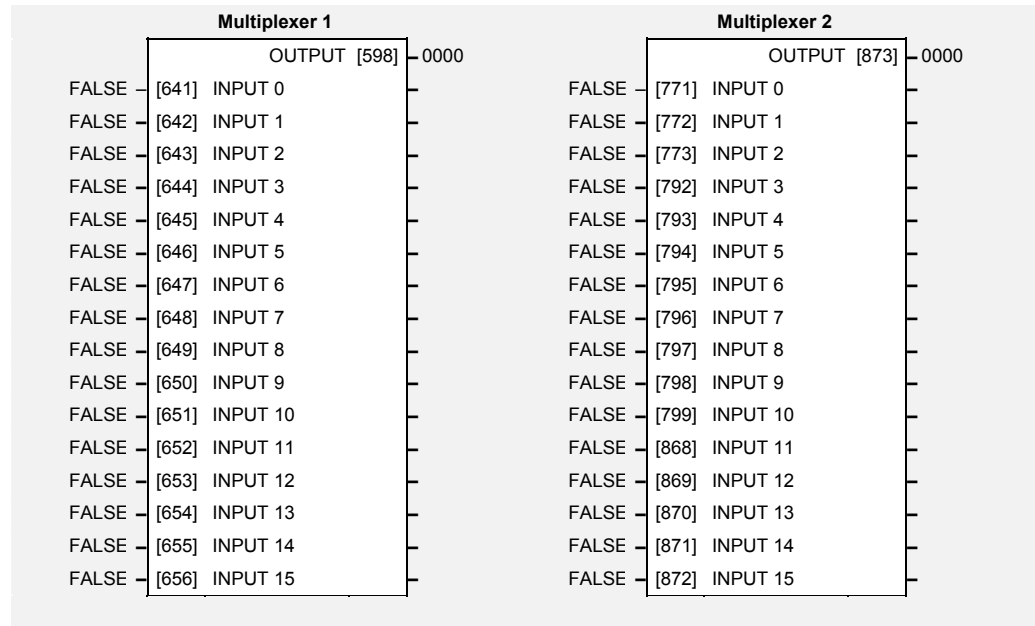 Multiplexer 1
OUTPUT [598] 0000
FALSE [641] INPUT 0
FALSE [642] INPUT 1
FALSE [643] INPUT 2
FALSE [644] INPUT 3
FALSE [645] INPUT 4
FALSE [646] INPUT 5
FALSE [647] INPUT 6
FALSE [648] INPUT 7
FALSE [649] INPUT 8
FALSE [650] INPUT 9
FALSE [651] INPUT 10
FALSE [652] INPUT 11
FALSE [653] INPUT 12
FALSE [654] INPUT 13
FALSE [655] INPUT 14
FALSE [656] INPUT 15
Multiplexer 2
OUTPUT [873] 0000
FALSE [771] INPUT 0
FALSE [772] INPUT 1
FALSE [773] INPUT 2
FALSE [792] INPUT 3
FALSE [793] INPUT 4
FALSE [794] INPUT 5
FALSE [795] INPUT 6
FALSE [796] INPUT 7
FALSE [797] INPUT 8
FALSE [798] INPUT 9
FALSE [799] INPUT 10
FALSE [868] INPUT 11
FALSE [869] INPUT 12
FALSE [870] INPUT 13
FALSE [871] INPUT 14
FALSE [872] INPUT 15